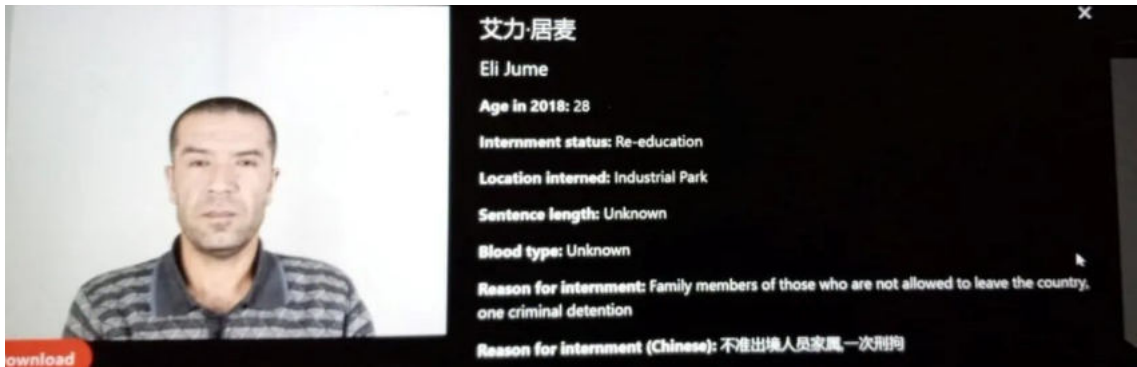 艾力·居麦
Eli Jume
Age in 2018: 28
Internment status: Re-education
Location interned: Industrial Park
Sentence length: Unknown
Blood type: Unknown
Reason for internment: Family members of those who are not allowed to leave the country,
one criminal detention
Reason for internment (Chinese): 不准出境人员家属,一次刑拘
ownload